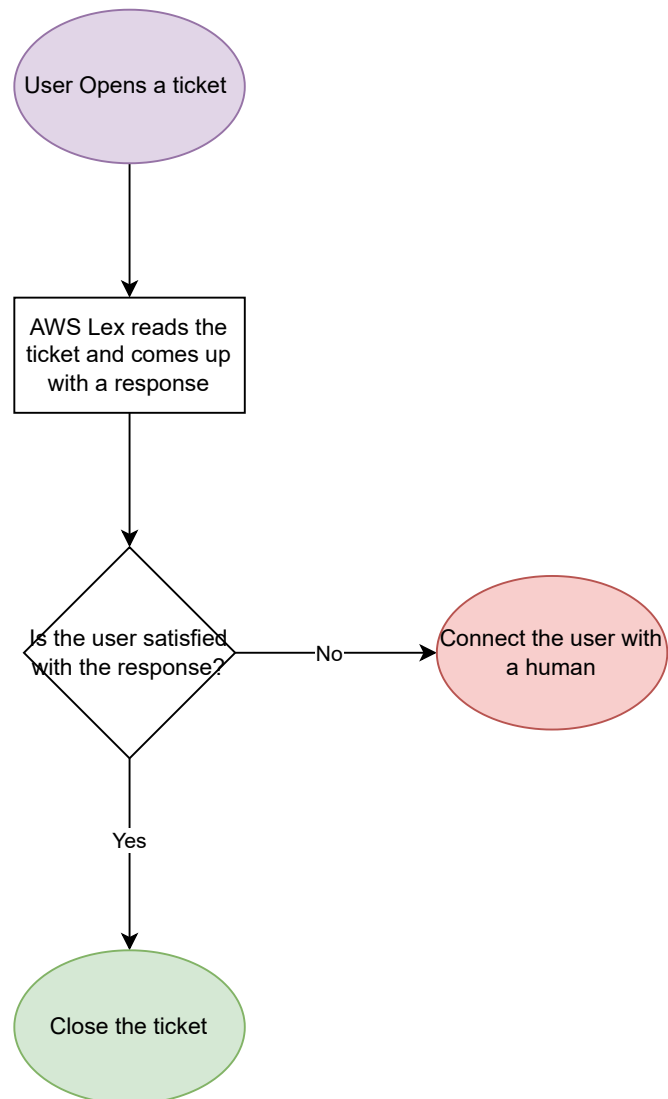 User Opens a ticket
AWS Lex reads the
ticket and comes up
with a response
Is the user satisfied
with the response?
No
Connect the user with
a human
Yes
Close the ticket